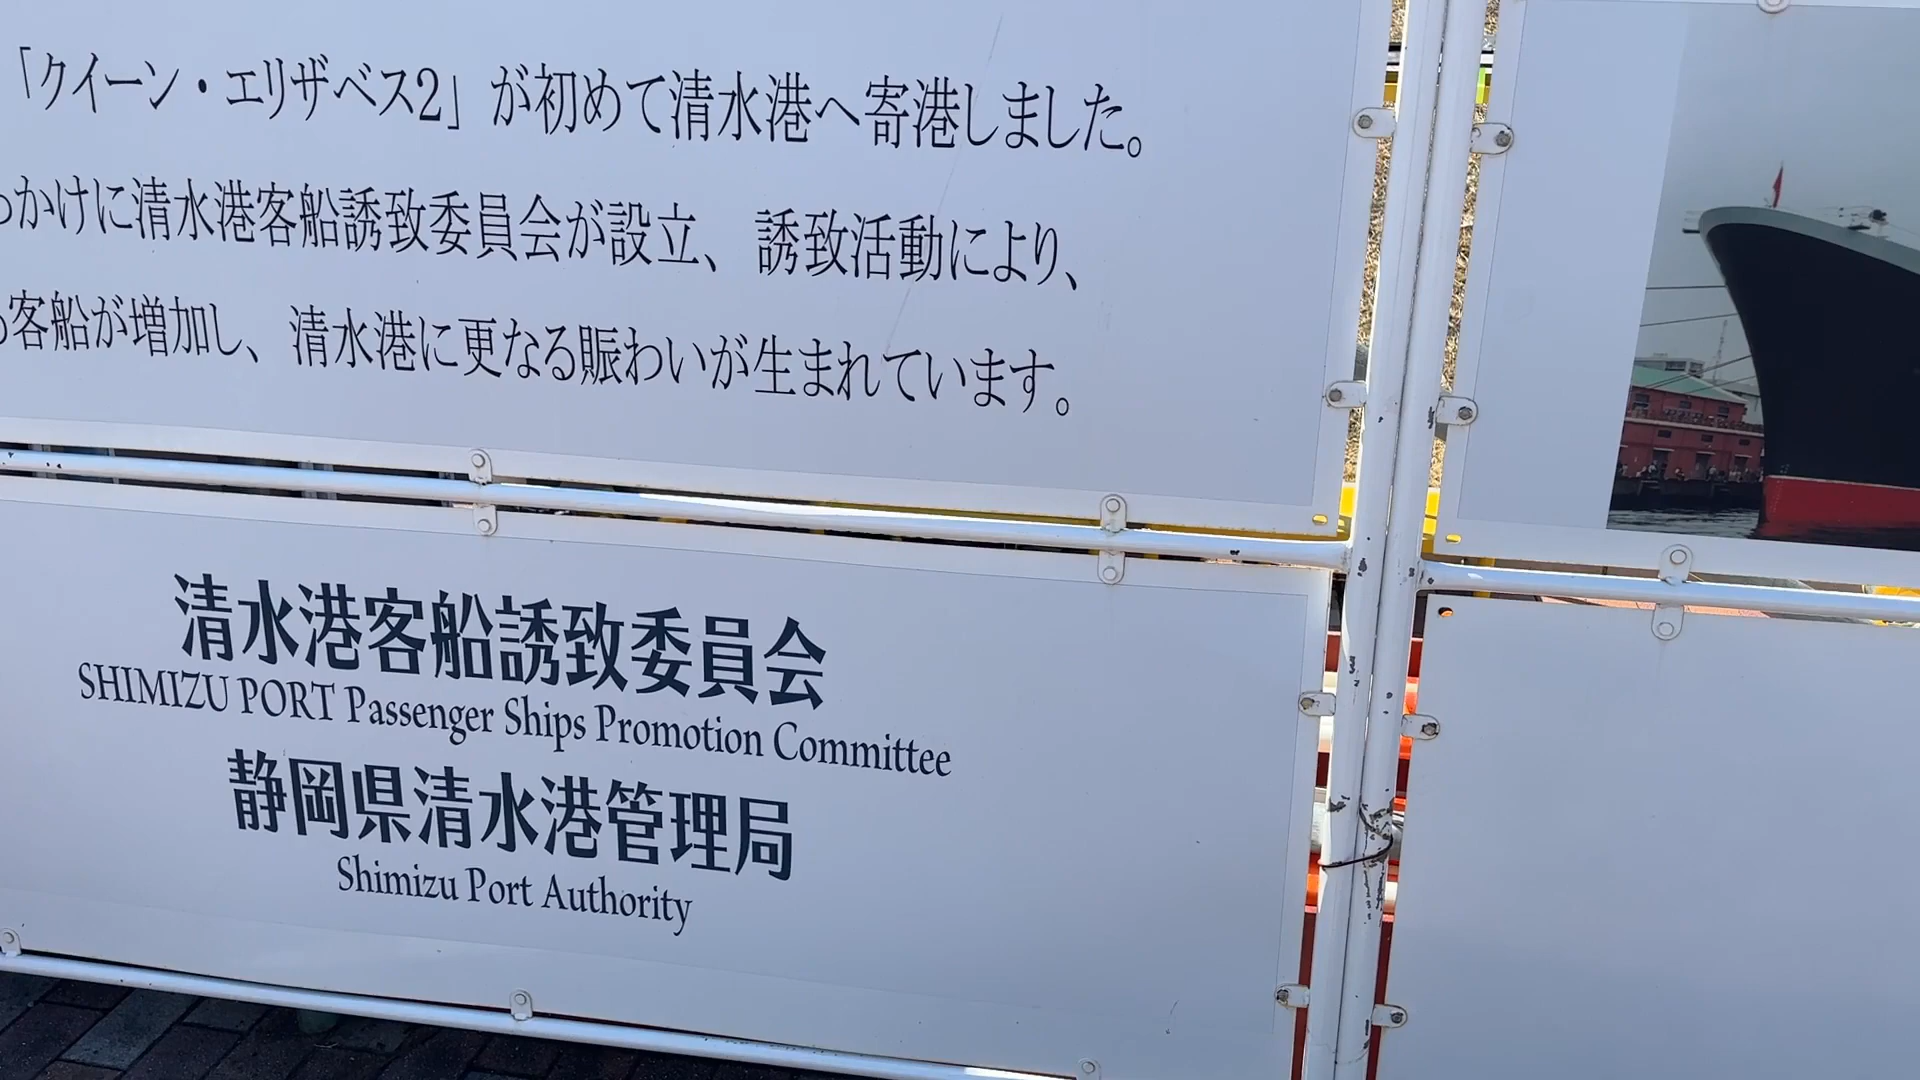 「クイーン・エリザベス2」が初めて清水港へ寄港しました。
かけに清水港客船誘致委員会が設立、誘致活動により、
客船が増加し、清水港に更なる賑わいが生まれています。
清水港客船誘致委員会
SHIMIZU PORT Passenger Ships Promotion Committee
静岡県清水港管理局
Shimizu Port Authority